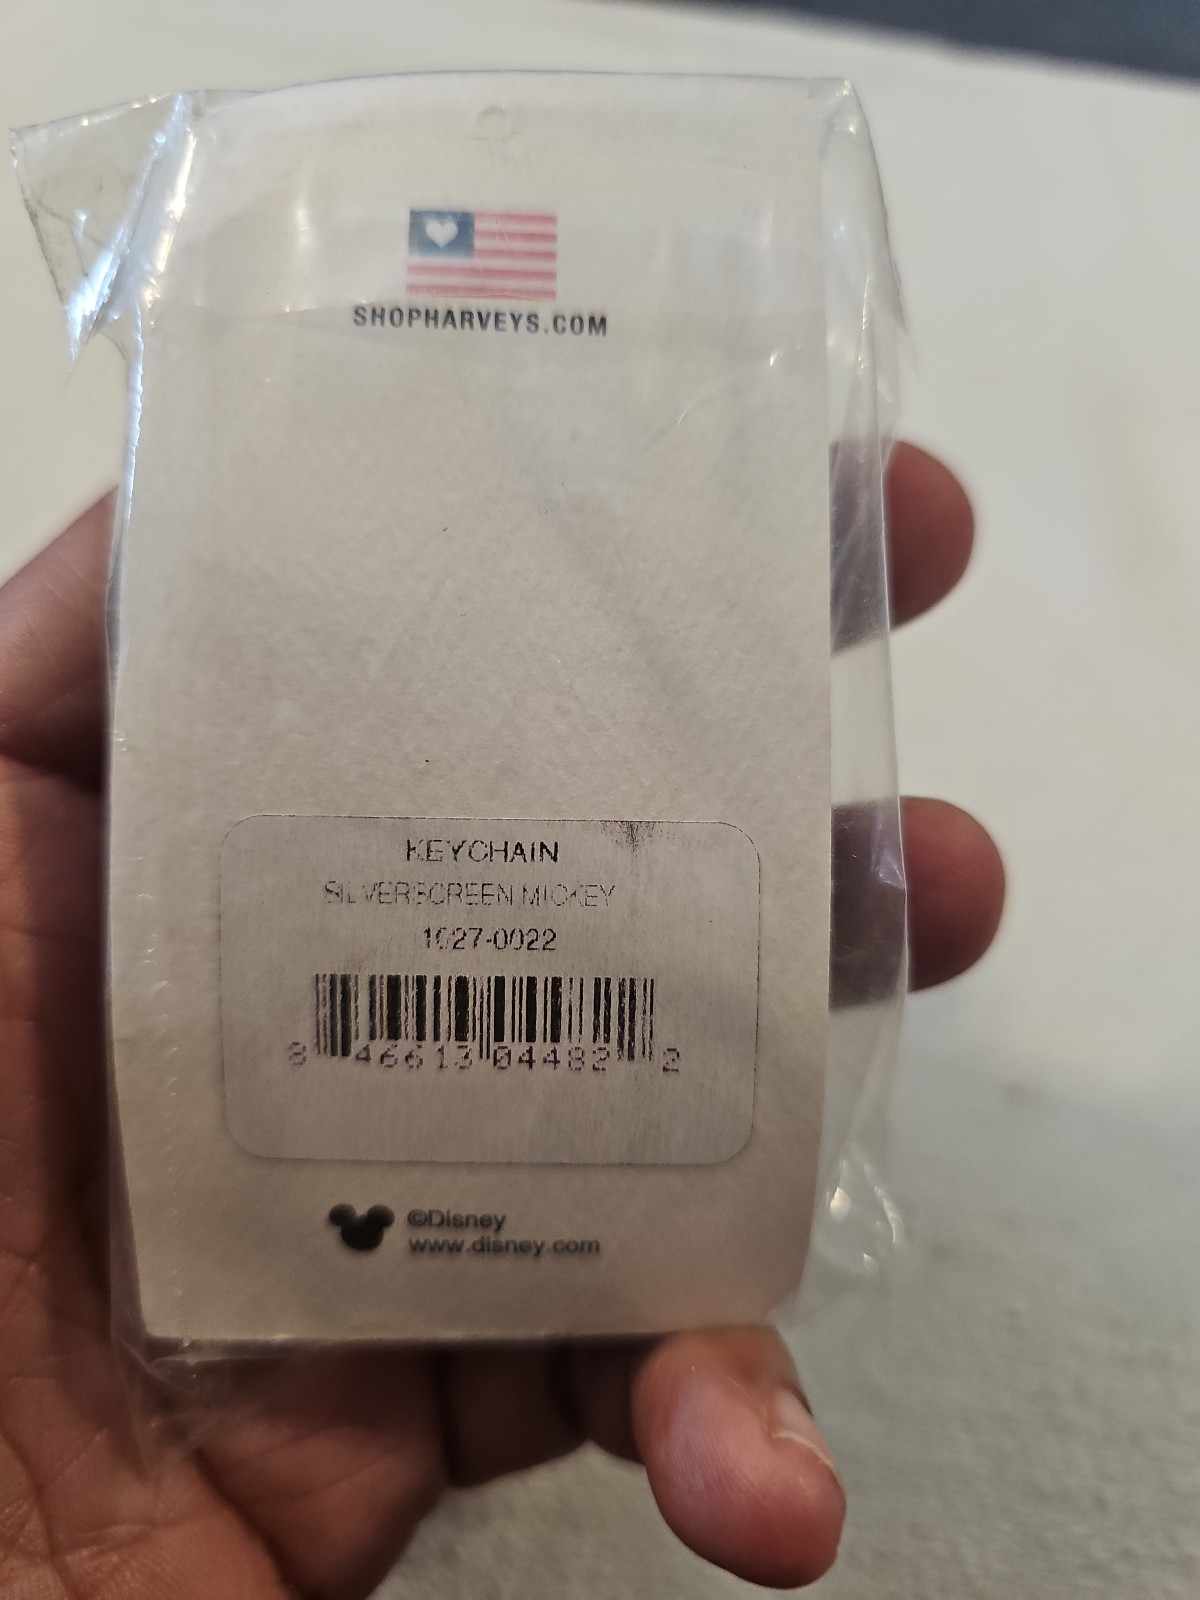 SHOPHARVEYS.COM
KEYCHAIN
SILVERSCREEN MICKEY
1027-0022
8 46613 04482 2
©Disney
www.disney.com